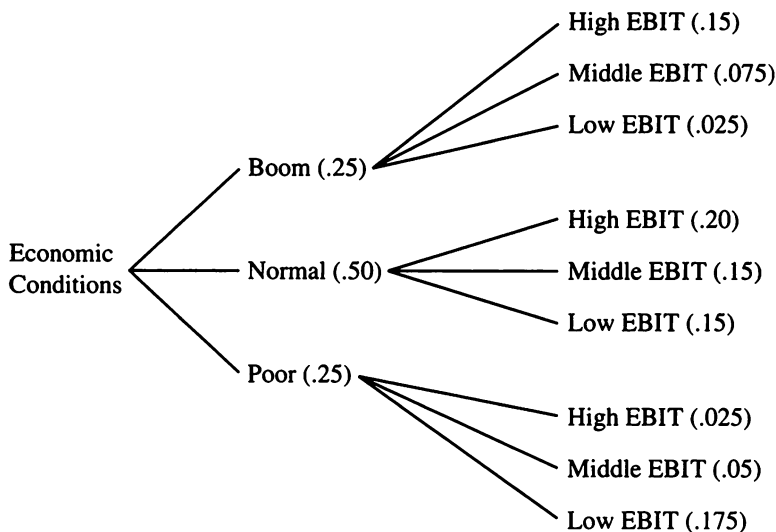 High EBIT (.15)
Middle EBIT (.075)
Low EBIT (.025)
Boom (.25)
High EBIT (.20)
Economic
Conditions
Normal (.50)
Middle EBIT (.15)
Low EBIT (.15)
Poor (.25)
High EBIT (.025)
Middle EBIT (.05)
Low EBIT (.175)